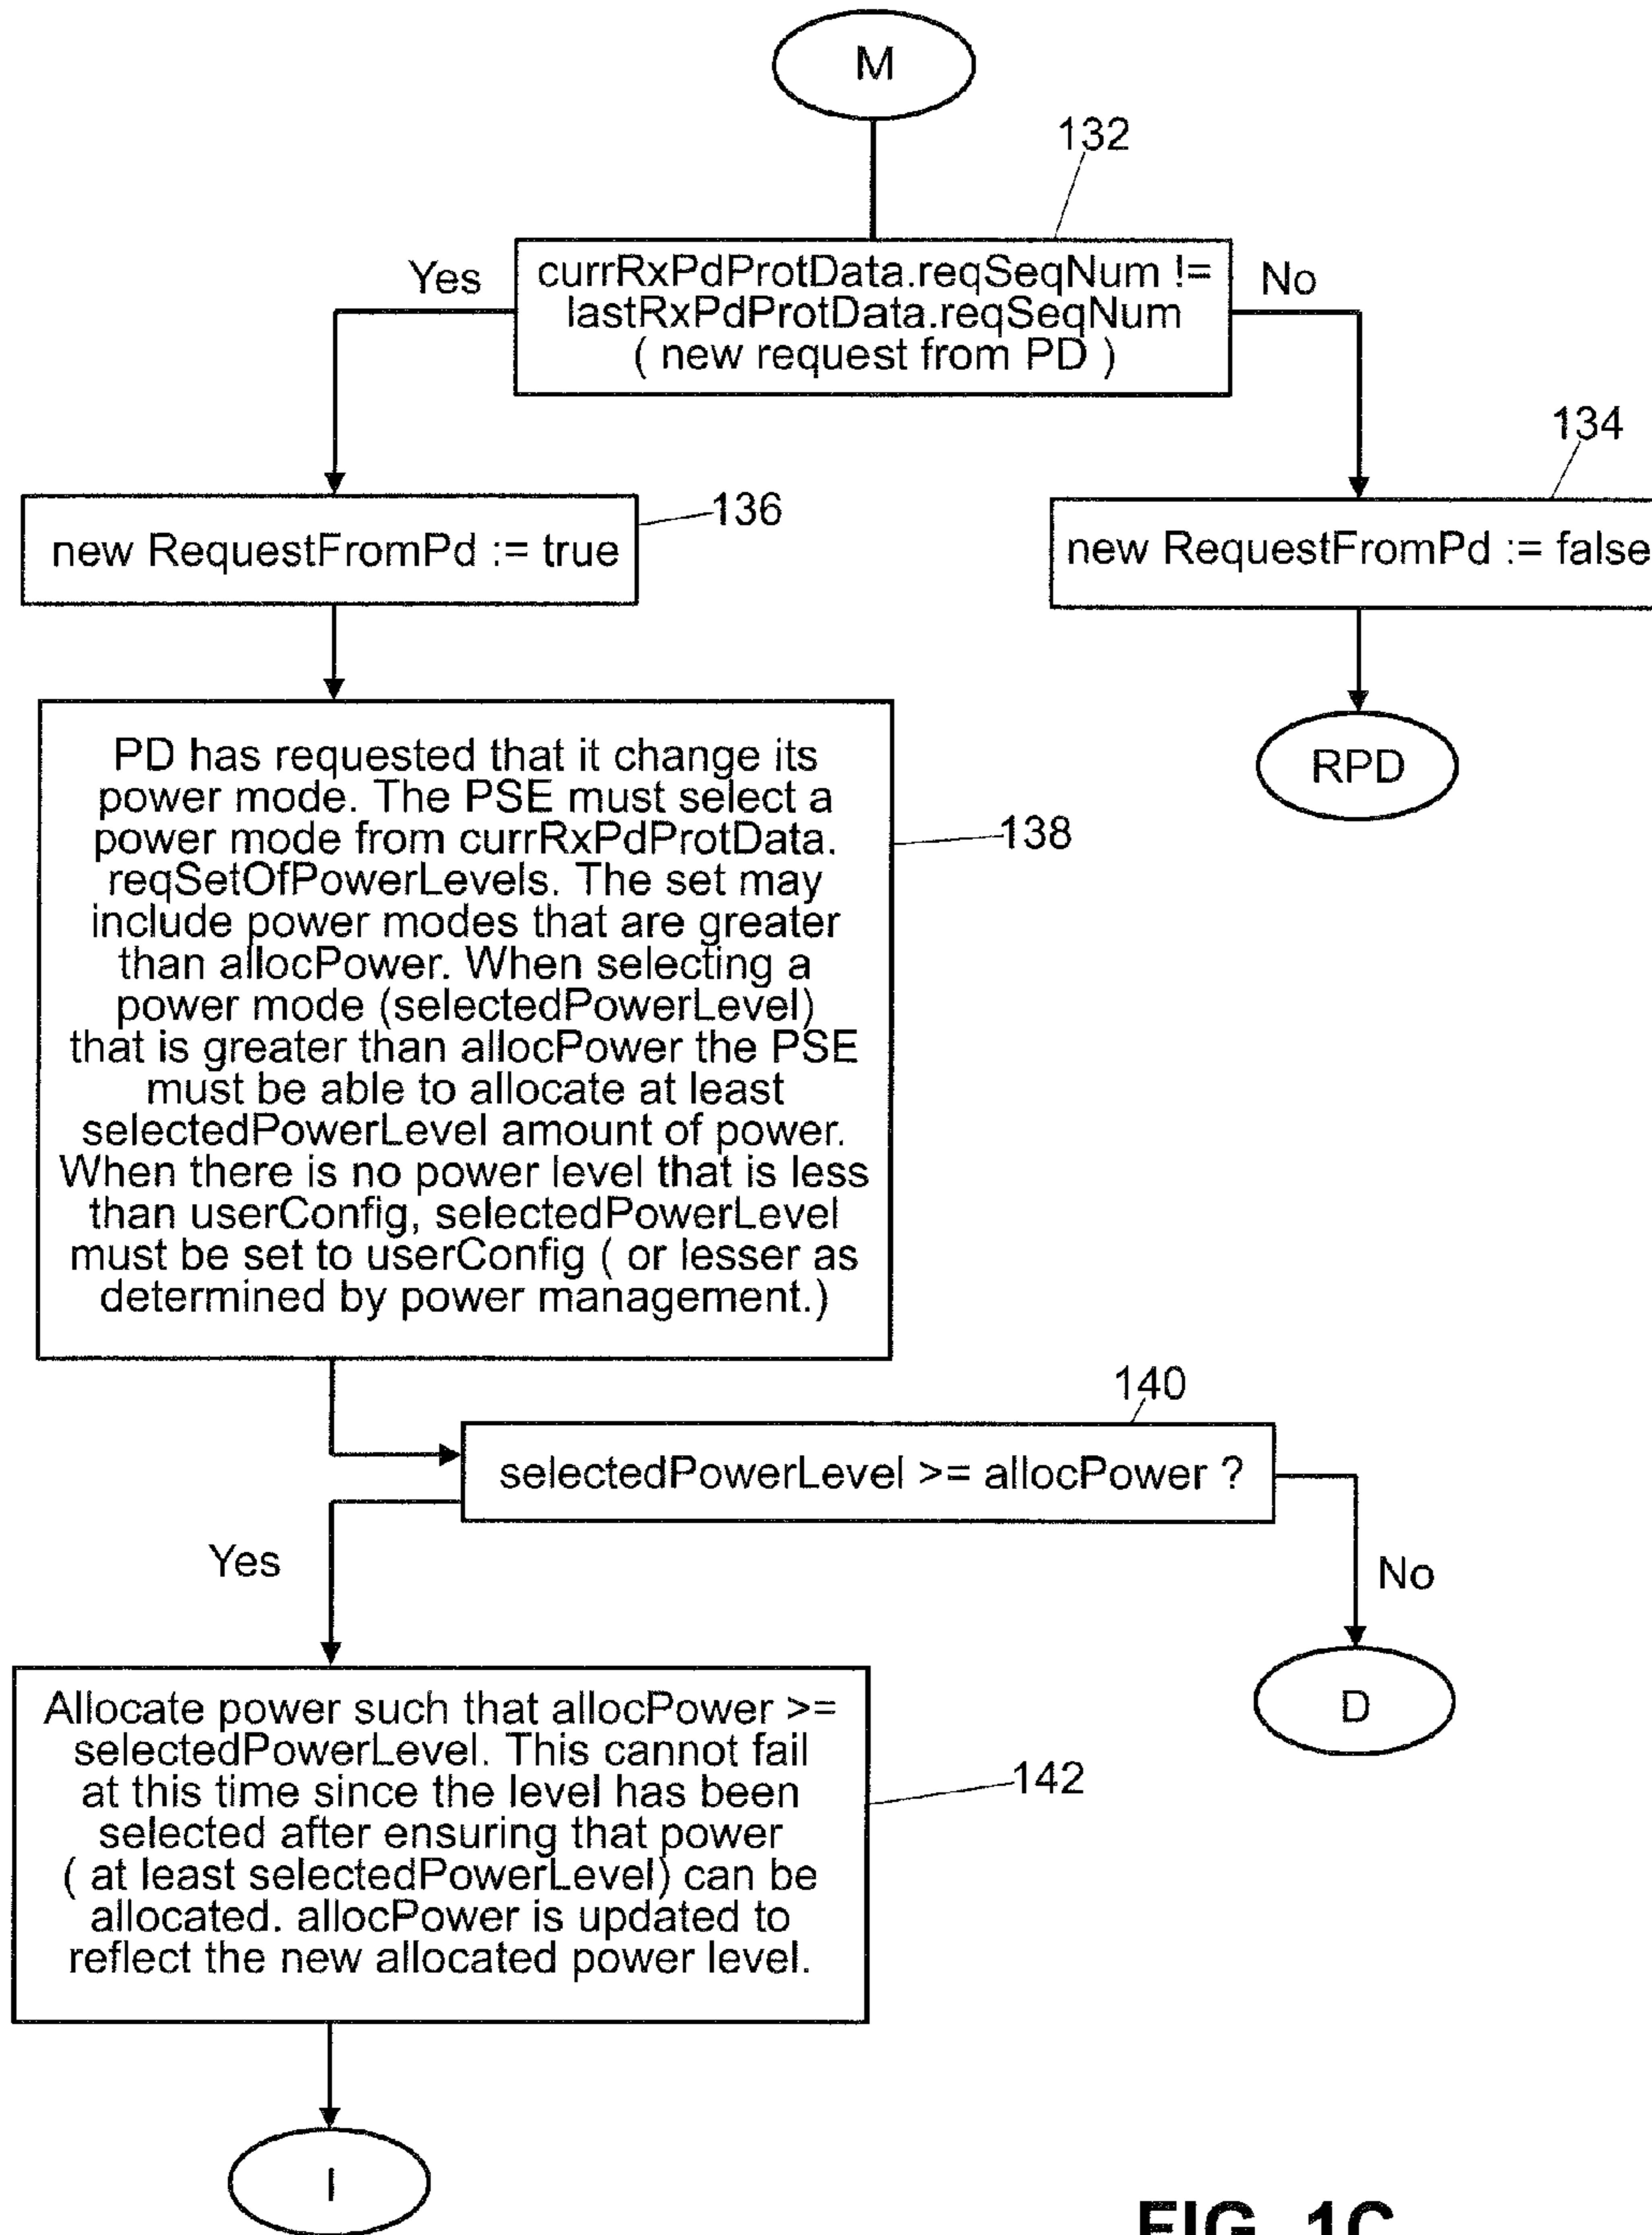 M
132
Yes
currRxPdProtData.reqSeqNum !=
lastRxPdProtData.reqSeqNum
( new request from PD )
No
134
136
new RequestFromPd := true
new RequestFromPd := false
RPD
PD has requested that it change its
power mode. The PSE must select a
power mode from currRxPdProtData.
reqSetOfPowerLevels. The set may
include power modes that are greater
than allocPower. When selecting a
power mode (selectedPowerLevel)
that is greater than allocPower the PSE
must be able to allocate at least
selectedPowerLevel amount of power.
When there is no power level that is less
than userConfig, selectedPowerLevel
must be set to userConfig ( or lesser as
determined by power management.)
138
140
selectedPowerLevel >= allocPower ?
Yes
No
D
Allocate power such that allocPower >=
selectedPowerLevel. This cannot fail
at this time since the level has been
selected after ensuring that power
( at least selectedPowerLevel) can be
allocated. allocPower is updated to
reflect the new allocated power level.
142
I
FIG. 1C